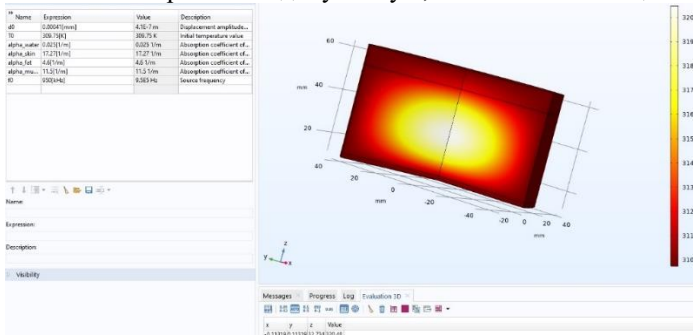 Name Expression Value Description
d0 0.00041[mm] 4.1E-7 m Displacement amplitude...
T0 309.75[K] 309.75 K Initial temperature value
alpha_water 0.025[1/m] 0.025 1/m Absorption coefficient of...
alpha_skin 17.27[1/m] 17.27 1/m Absorption coefficient of...
alpha_fat 4.6[1/m] 4.6 1/m Absorption coefficient of...
alpha_mu... 11.5[1/m] 11.5 1/m Absorption coefficient of...
f0 950[kHz] 9.5E5 Hz Source frequency
Name:
Expression:
Description:
Visibility
60
mm 40
20
40
20
0
mm
-20
-40
-20
0
20
40
mm
z
y
x
320
319
318
317
316
315
314
313
312
311
310
Messages Progress Log Evaluation 3D
x y z Value